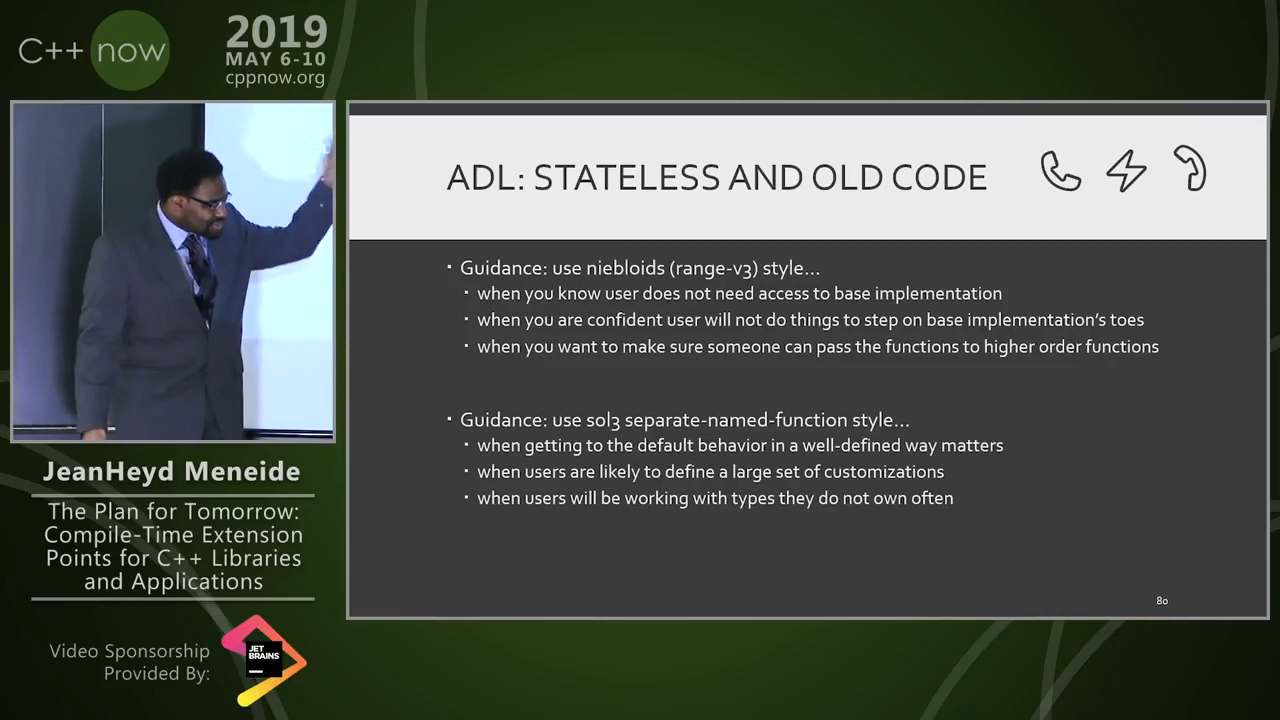 C++ now
2019
MAY 6-10
cppnow.org
ADL: STATELESS AND OLD CODE
▪ Guidance: use niebloids (range-v3) style...
▪ when you know user does not need access to base implementation
▪ when you are confident user will not do things to step on base implementation's toes
▪ when you want to make sure someone can pass the functions to higher order functions
▪ Guidance: use sol3 separate-named-function style...
▪ when getting to the default behavior in a well-defined way matters
▪ when users are likely to define a large set of customizations
▪ when users will be working with types they do not own often
80
JeanHeyd Meneide
The Plan for Tomorrow:
Compile-Time Extension
Points for C++ Libraries
and Applications
Video Sponsorship
Provided By:
JET
BRAINS